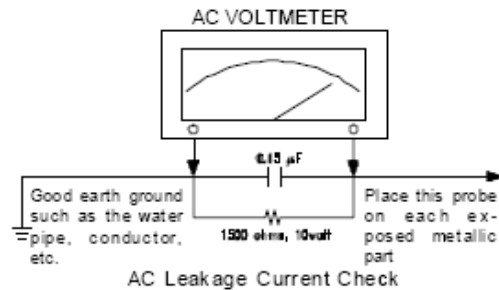 AC VOLTMETER
0.15 µF
Good earth ground
such as the water
pipe, conductor,
etc.
Place this probe
on each ex-
posed metallic
part
1500 ohms, 10watt
AC Leakage Current Check